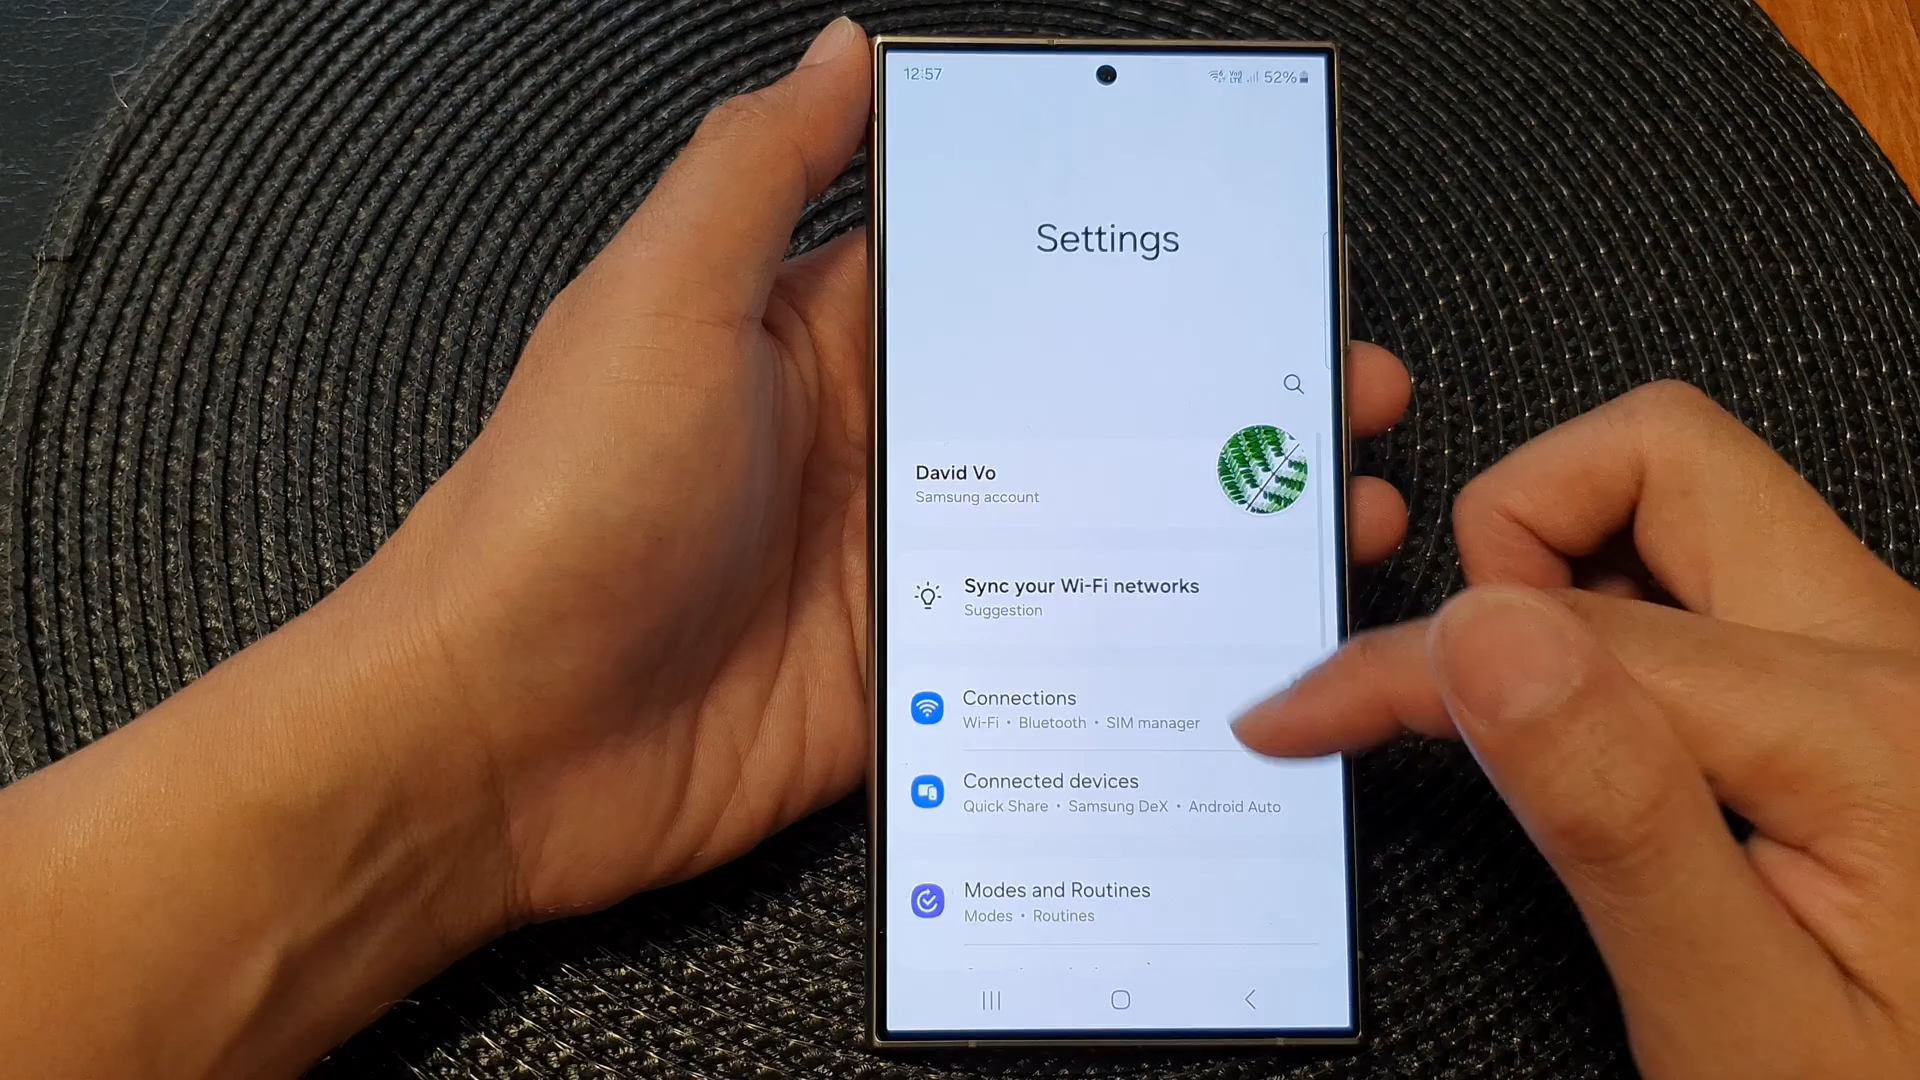 12:57
52%
Settings
David Vo
Samsung account
Sync your Wi-Fi networks
Suggestion
Connections
Wi-Fi • Bluetooth • SIM manager
Connected devices
Quick Share • Samsung DeX • Android Auto
Modes and Routines
Modes • Routines